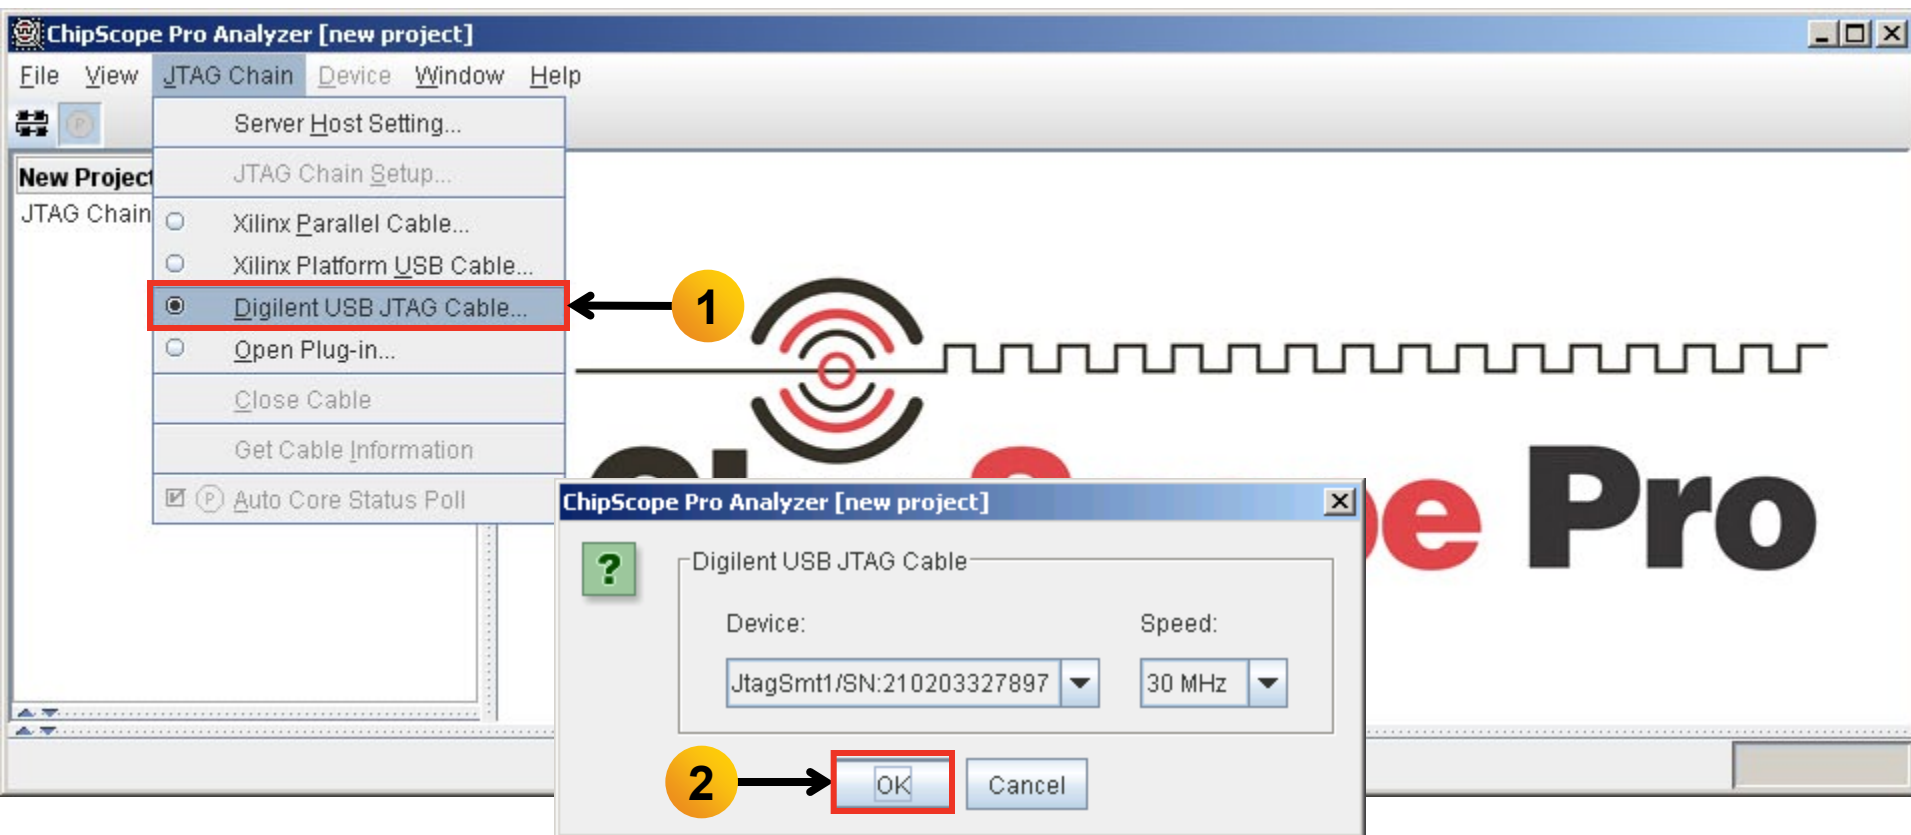 ChipScope Pro Analyzer [new project]
File View JTAG Chain Device Window Help
Server Host Setting...
New Project
JTAG Chain Setup...
JTAG Chain
Xilinx Parallel Cable...
Xilinx Platform USB Cable...
Digilent USB JTAG Cable...
1
Open Plug-in...
Close Cable
Get Cable Information
P Auto Core Status Poll
Pro
ChipScope Pro Analyzer [new project]
?
Digilent USB JTAG Cable
Device: Speed:
JtagSmt1/SN:210203327897 30 MHz
2
OK Cancel